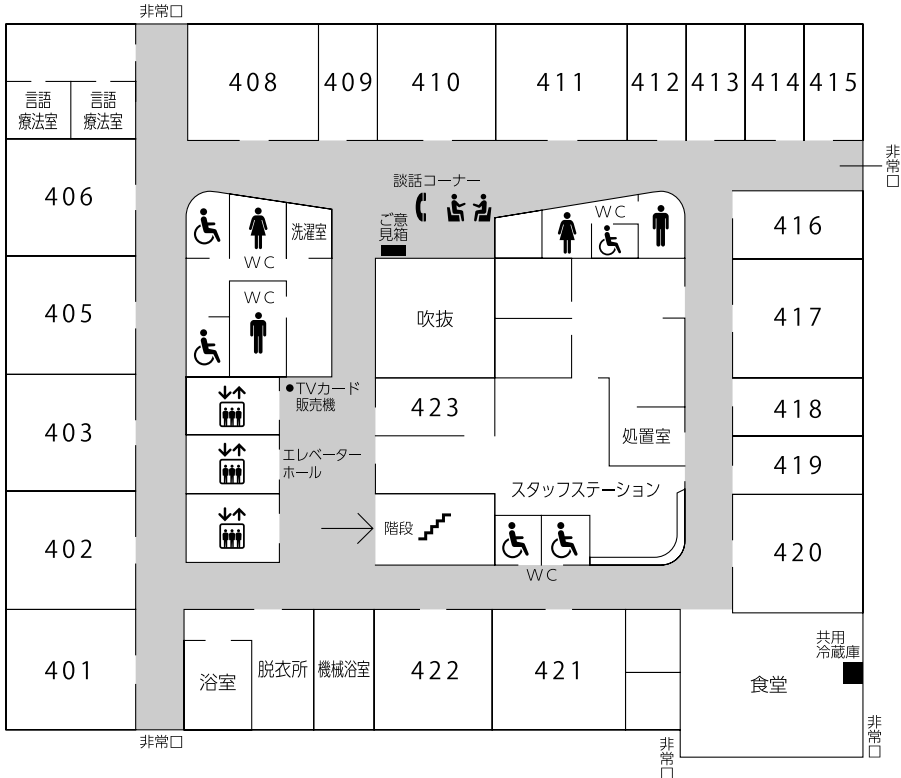 非常口
408
409
410
411
412
413
414
415
言語
療法室
言語
療法室
非常口
406
談話コーナー
ご意
見箱
洗濯室
WC
WC
416
405
WC
吹抜
417
●TVカード
販売機
423
418
403
エレベーター
ホール
処置室
419
スタッフステーション
402
階段
420
WC
401
浴室
脱衣所
機械浴室
422
421
共用
冷蔵庫
食堂
非常口
非常口
非常口